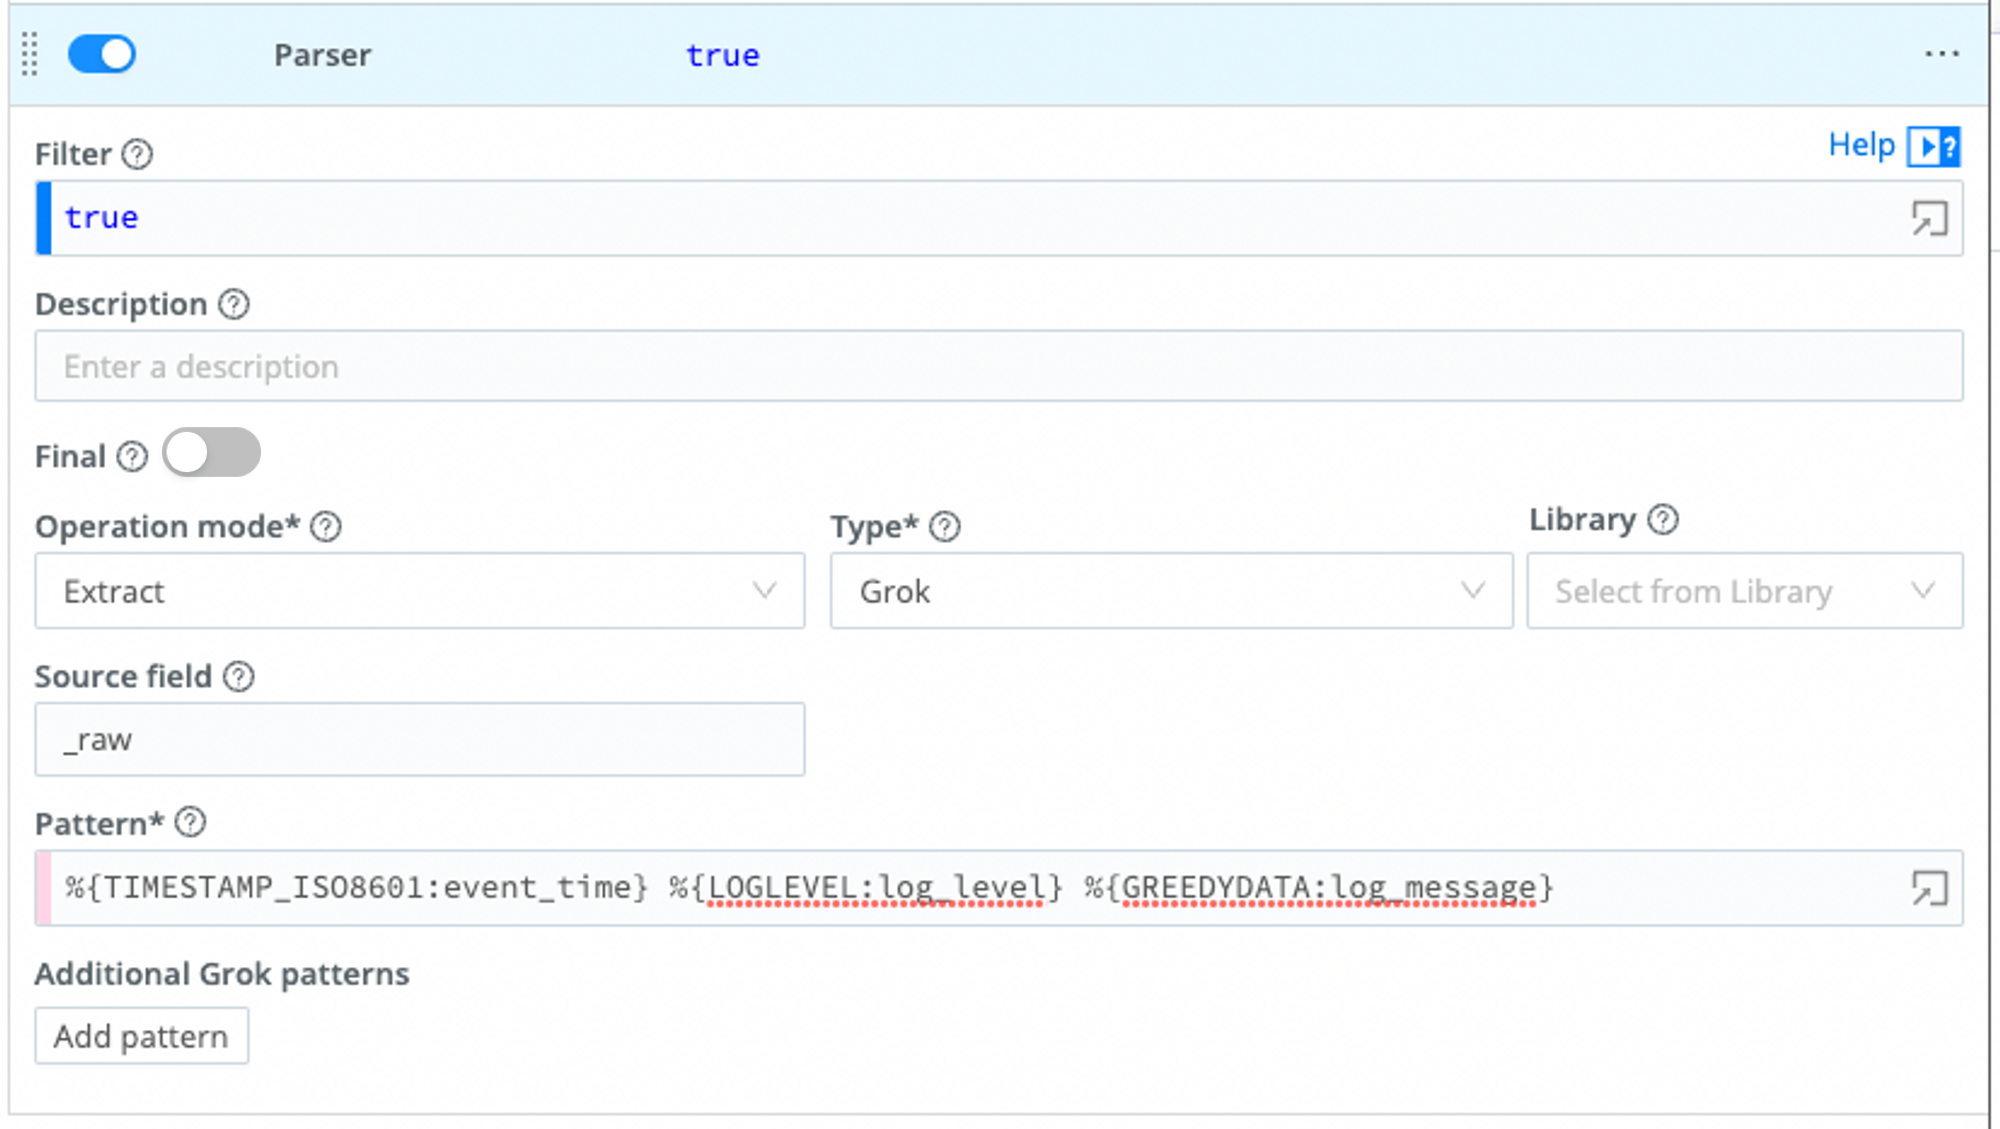 Parser true ...
Filter ? Help ?
true
Description ?
Enter a description
Final ?
Operation mode* ? Type* ? Library ?
Extract Grok Select from Library
Source field ?
_raw
Pattern* ?
%{TIMESTAMP_ISO8601:event_time} %{LOGLEVEL:log_level} %{GREEDYDATA:log_message}
Additional Grok patterns
Add pattern